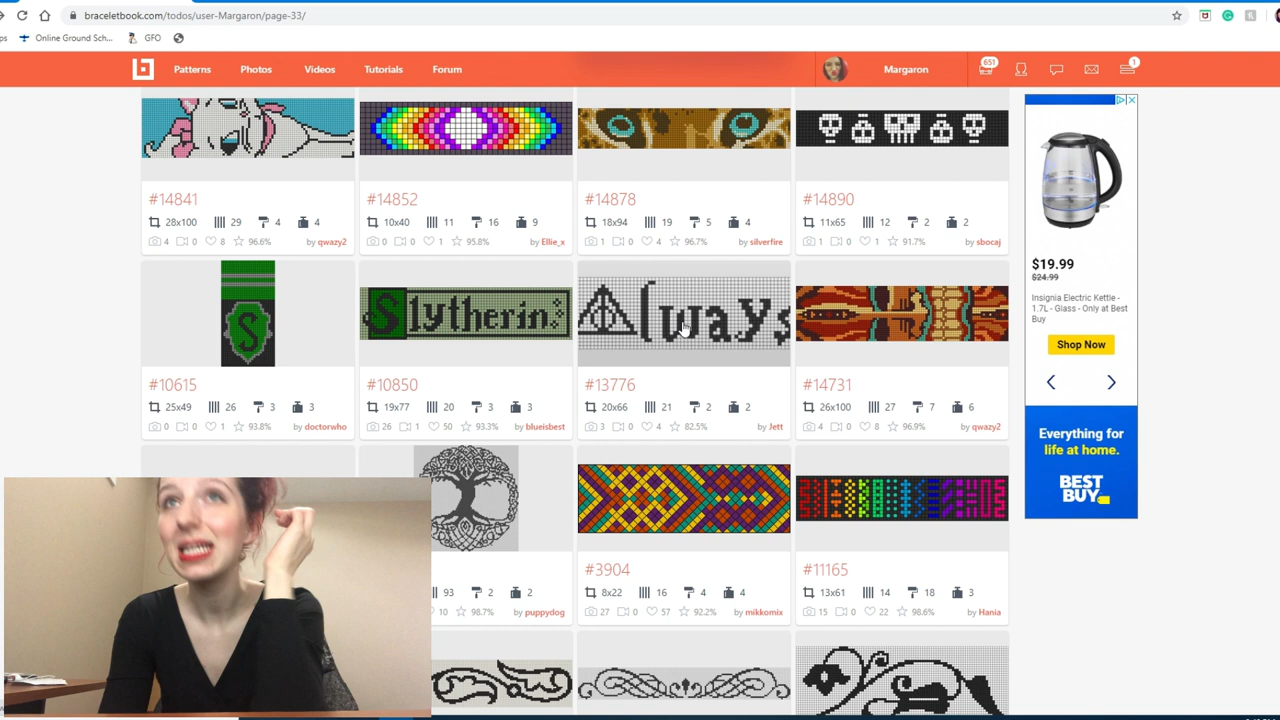 braceletbook.com/todos/user-Margaron/page-33/
ps Online Ground Sch... GFO
Patterns Photos Videos Tutorials Forum Margaron 651 1
#14841 #14852 #14878 #14890
28x100 29 4 4 10x40 11 16 9 18x94 19 5 4 11x65 12 2 2
4 0 8 96.6% by qwazy2 0 0 1 95.8% by Ellie_x 1 0 4 96.7% by silverfire 1 0 1 91.7% by sbocaj
S Slytherin Always
#10615 #10850 #13776 #14731
25x49 26 3 3 19x77 20 3 3 20x66 21 2 2 26x100 27 7 6
0 0 1 93.8% by doctorwho 26 1 50 93.3% by blueisbest 3 0 4 82.5% by Jett 4 0 8 96.9% by qwazy2
#3904 #11165
93 2 2 8x22 16 4 4 13x61 14 18 3
10 98.7% by puppydog 27 0 57 92.2% by mikkomix 15 0 22 98.6% by Hania
$19.99
$24.99
Insignia Electric Kettle -
1.7L - Glass - Only at Best
Buy
Shop Now
Everything for
life at home.
BEST
BUY